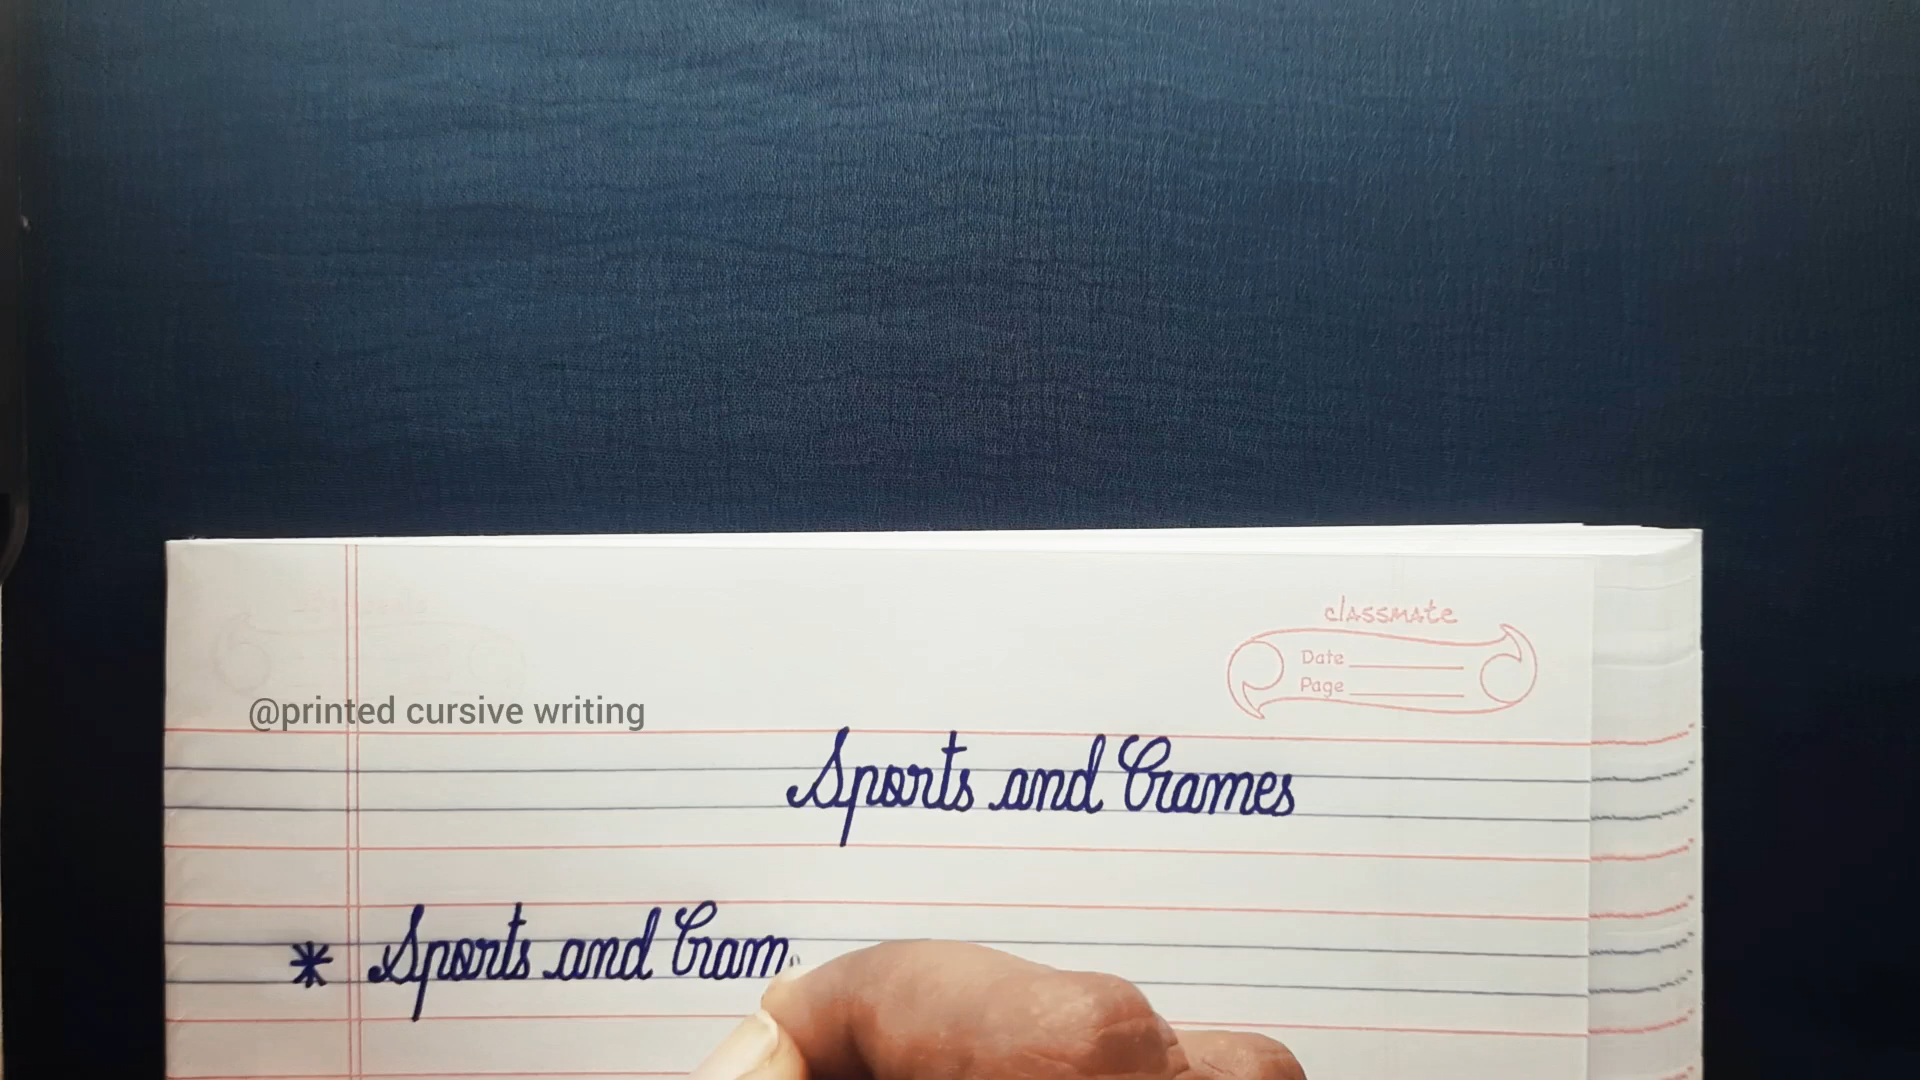 classmate
Date
Page
@printed cursive writing
Sports and Games
* Sports and Gam